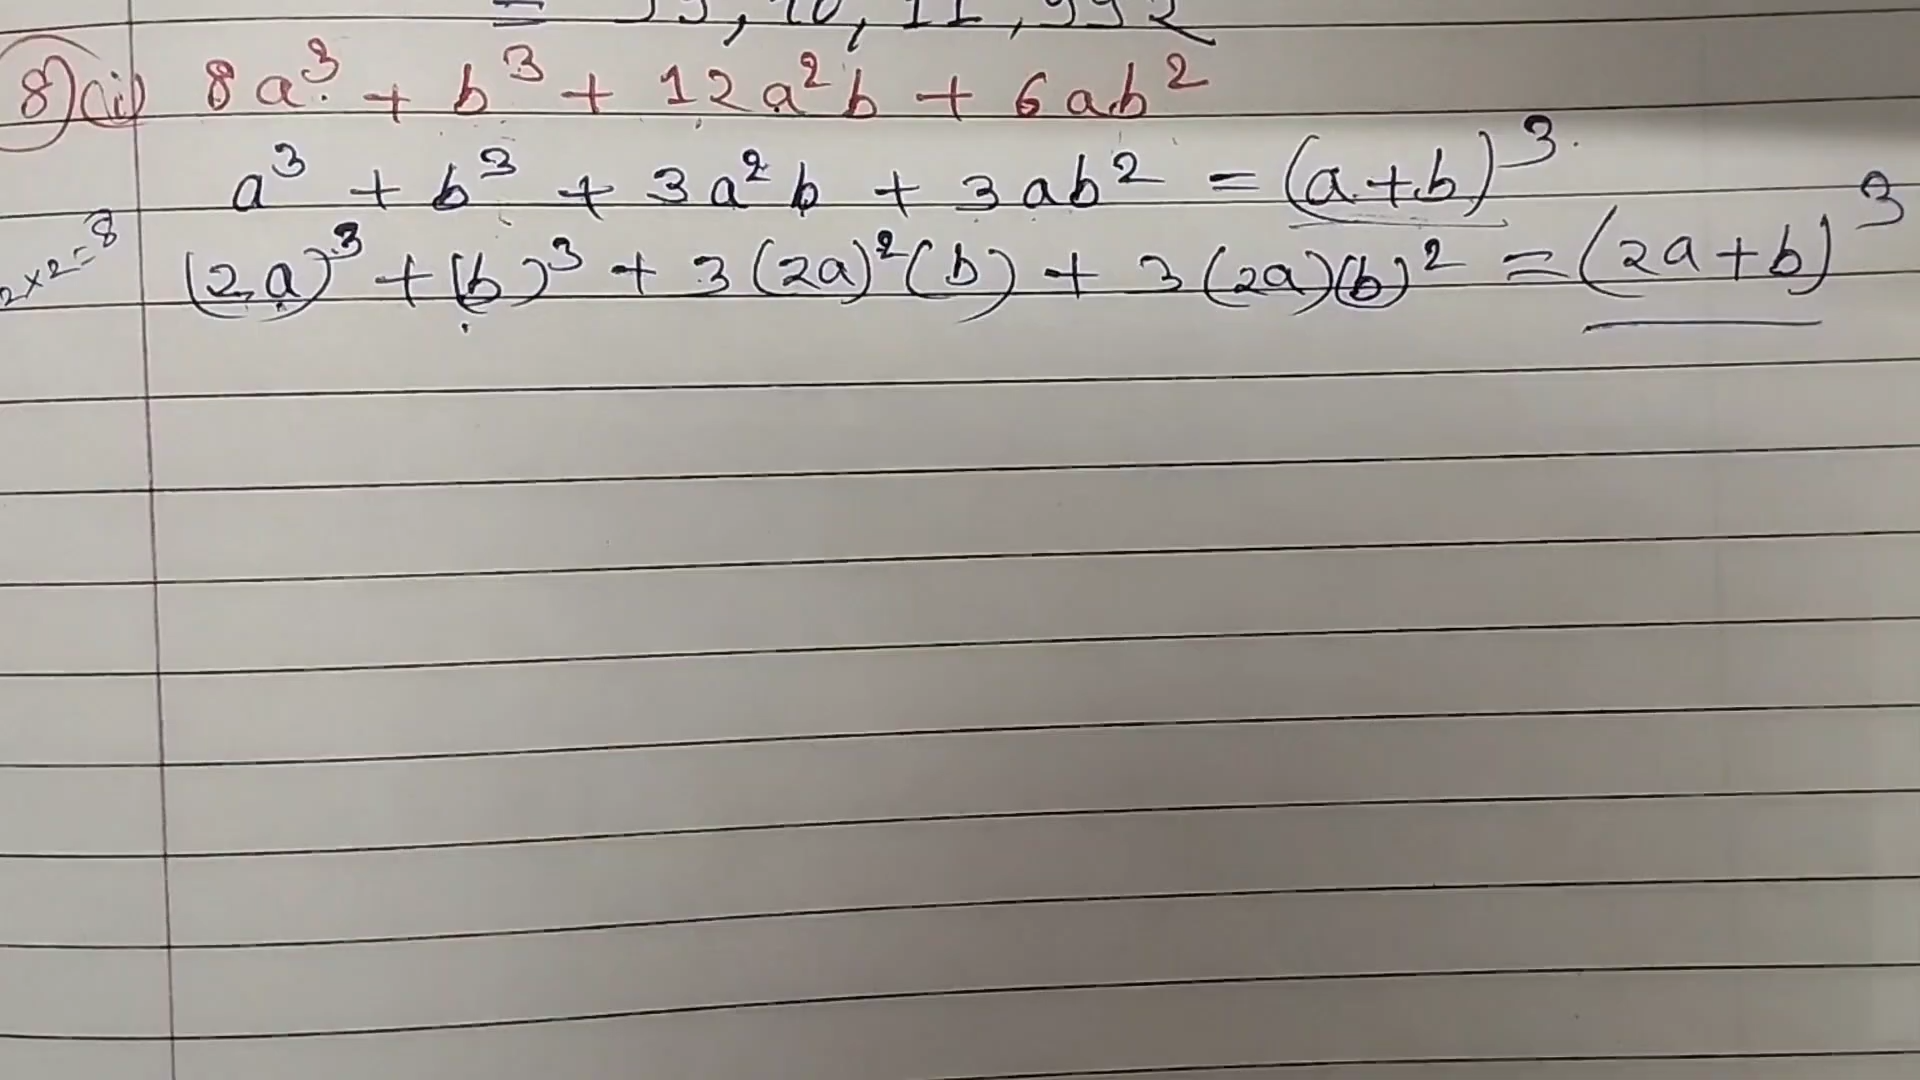 8) (i) 8a³ + b³ + 12a²b + 6ab²
a³ + b³ + 3a²b + 3ab² = (a+b)³
2×2=8
(2a)³ + (b)³ + 3(2a)²(b) + 3(2a)(b)² = (2a+b)³